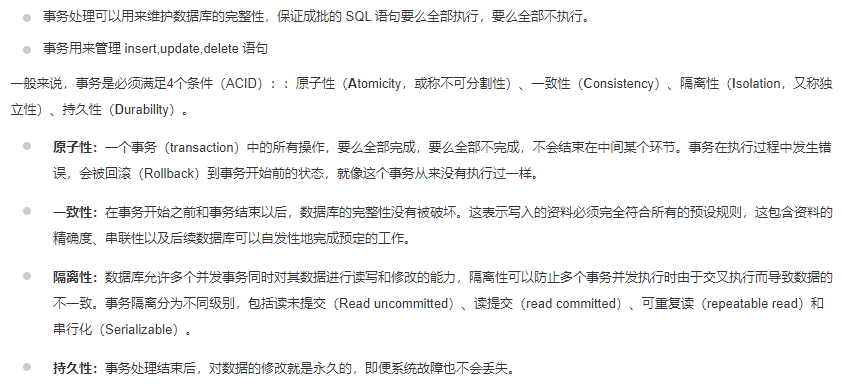 事务处理可以用来维护数据库的完整性，保证成批的 SQL 语句要么全部执行，要么全部不执行。
事务用来管理 insert,update,delete 语句
一般来说，事务是必须满足4个条件（ACID）：：原子性（Atomicity，或称不可分割性）、一致性（Consistency）、隔离性（Isolation，又称独
立性）、持久性（Durability）。
原子性：一个事务（transaction）中的所有操作，要么全部完成，要么全部不完成，不会结束在中间某个环节。事务在执行过程中发生错
误，会被回滚（Rollback）到事务开始前的状态，就像这个事务从来没有执行过一样。
一致性：在事务开始之前和事务结束以后，数据库的完整性没有被破坏。这表示写入的资料必须完全符合所有的预设规则，这包含资料的
精确度、串联性以及后续数据库可以自发性地完成预定的工作。
隔离性：数据库允许多个并发事务同时对其数据进行读写和修改的能力，隔离性可以防止多个事务并发执行时由于交叉执行而导致数据的
不一致。事务隔离分为不同级别，包括读未提交（Read uncommitted）、读提交（read committed）、可重复读（repeatable read）和
串行化（Serializable）。
持久性：事务处理结束后，对数据的修改就是永久的，即便系统故障也不会丢失。